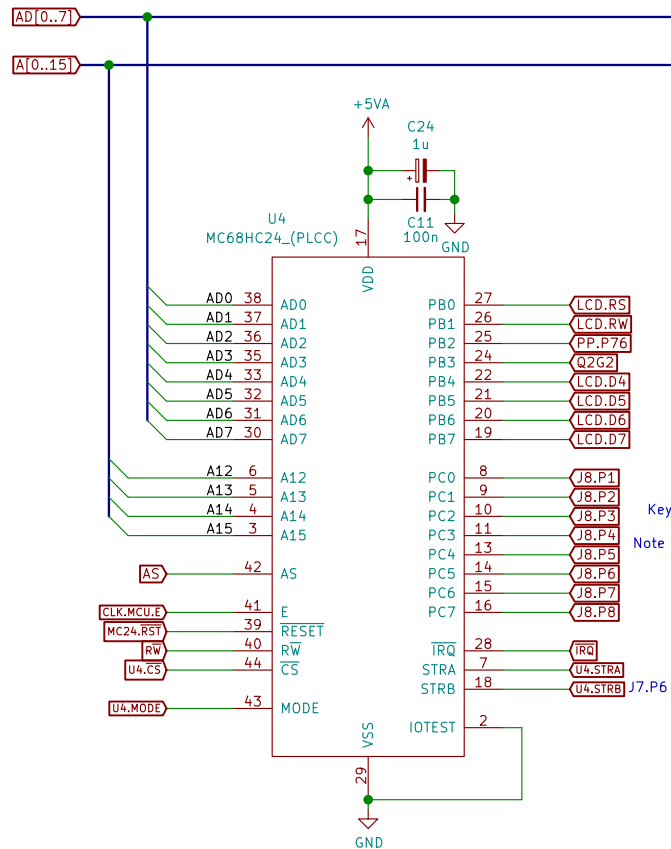 AD[0..7]
A[0..15]
+5VA
C24
1u
C11
100n
GND
U4
MC68HC24_(PLCC)
17
VDD
AD0 38 AD0
AD1 37 AD1
AD2 36 AD2
AD3 35 AD3
AD4 33 AD4
AD5 32 AD5
AD6 31 AD6
AD7 30 AD7
A12 6 A12
A13 5 A13
A14 4 A14
A15 3 A15
AS 42 AS
CLK.MCU.E 41 E
MC24.RST 39 RESET
RW 40 RW
U4.CS 44 CS
U4.MODE 43 MODE
PB0 27 LCD.RS
PB1 26 LCD.RW
PB2 25 PP.P76
PB3 24 Q2G2
PB4 22 LCD.D4
PB5 21 LCD.D5
PB6 20 LCD.D6
PB7 19 LCD.D7
PC0 8 J8.P1
PC1 9 J8.P2
PC2 10 J8.P3
Key
PC3 11 J8.P4
Note
PC4 13 J8.P5
PC5 14 J8.P6
PC6 15 J8.P7
PC7 16 J8.P8
IRQ 28 IRQ
STRA 7 U4.STRA
STRB 18 U4.STRB J7.P6
IOTEST 2
VSS
29
GND